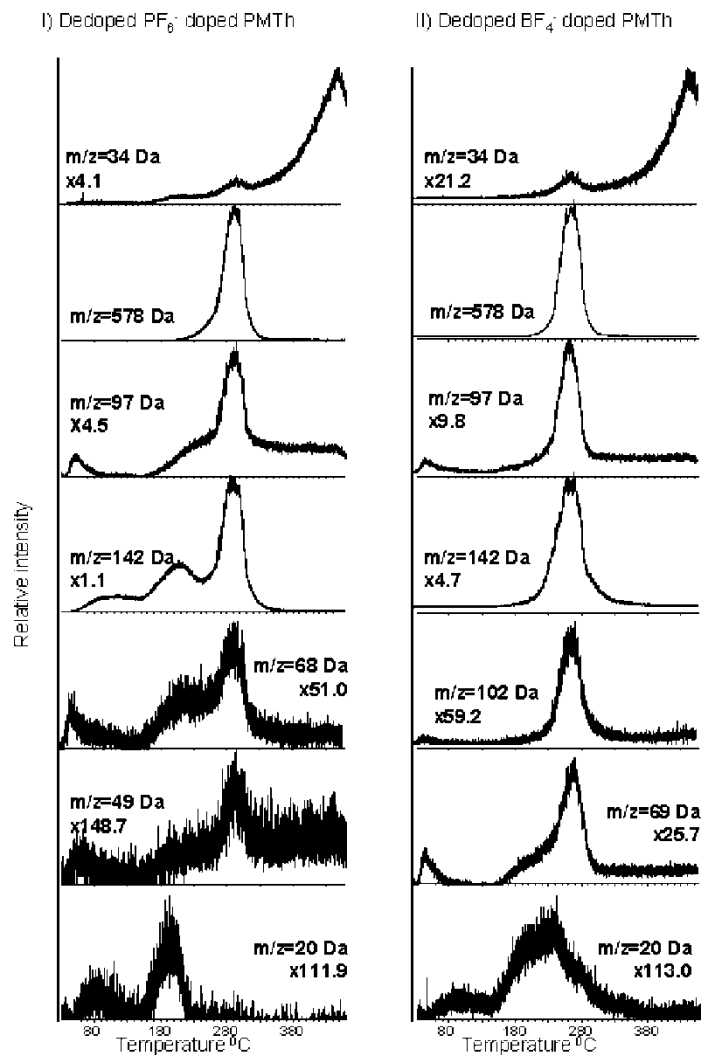 I) Dedoped PF₆⁻ doped PMTh
II) Dedoped BF₄⁻ doped PMTh
Relative intensity
m/z=34 Da
x4.1
m/z=578 Da
m/z=97 Da
X4.5
m/z=142 Da
x1.1
m/z=68 Da
x51.0
m/z=49 Da
x148.7
m/z=20 Da
x111.9
80 180 280 380
Temperature ⁰C
m/z=34 Da
x21.2
m/z=578 Da
m/z=97 Da
x9.8
m/z=142 Da
x4.7
m/z=102 Da
x59.2
m/z=69 Da
x25.7
m/z=20 Da
x113.0
80 180 280 380
Temperature ⁰C